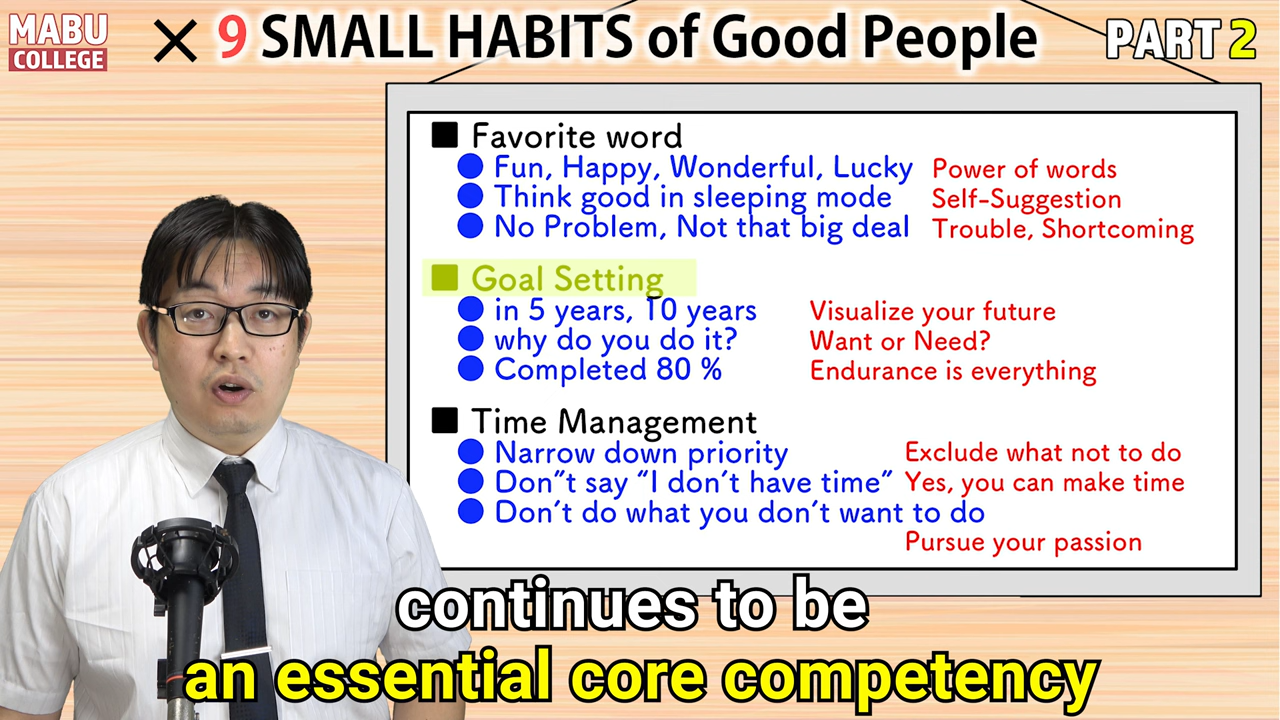 MABU
COLLEGE
× 9 SMALL HABITS of Good People
PART 2
■ Favorite word
● Fun, Happy, Wonderful, Lucky Power of words
● Think good in sleeping mode Self-Suggestion
● No Problem, Not that big deal Trouble, Shortcoming
■ Goal Setting
● in 5 years, 10 years Visualize your future
● why do you do it? Want or Need?
● Completed 80 % Endurance is everything
■ Time Management
● Narrow down priority Exclude what not to do
● Don”t say “I don’t have time” Yes, you can make time
● Don’t do what you don’t want to do
Pursue your passion
continues to be
an essential core competency